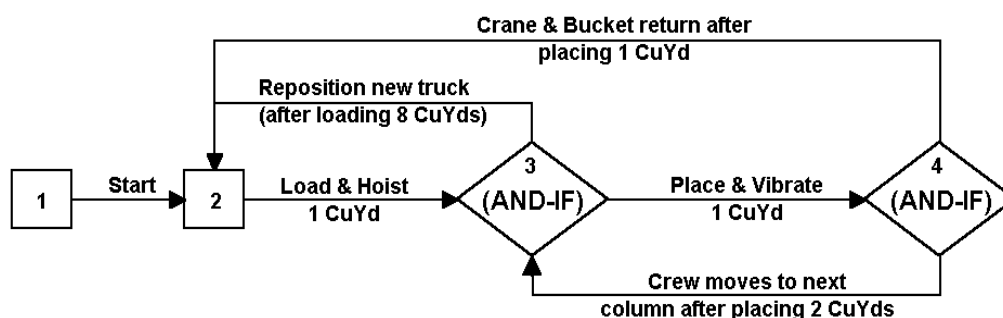 Crane & Bucket return after
placing 1 CuYd
Reposition new truck
(after loading 8 CuYds)
1
Start
2
Load & Hoist
1 CuYd
3
(AND-IF)
Place & Vibrate
1 CuYd
4
(AND-IF)
Crew moves to next
column after placing 2 CuYds